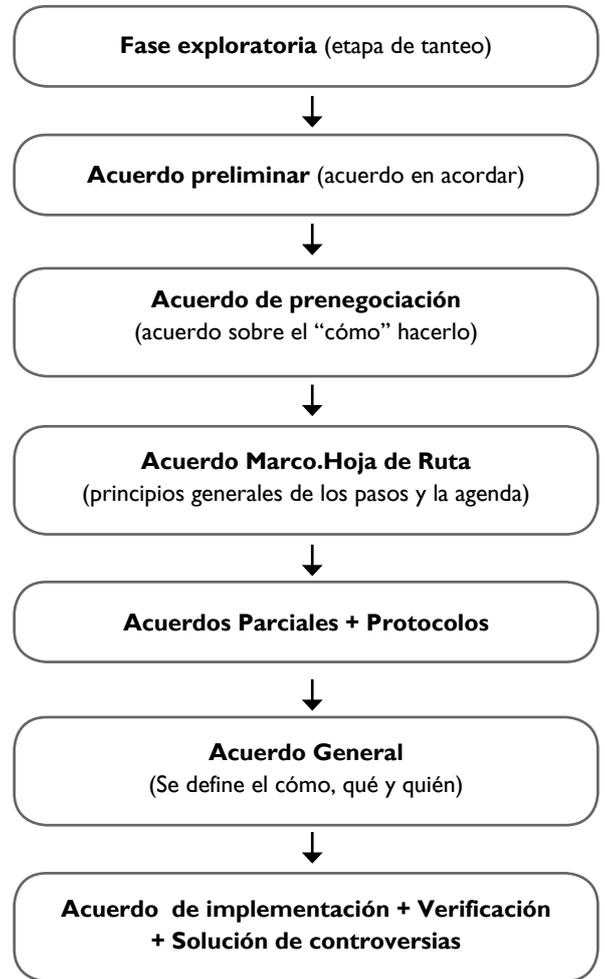 Fase exploratoria (etapa de tanteo)
Acuerdo preliminar (acuerdo en acordar)
Acuerdo de prenegociación
(acuerdo sobre el “cómo” hacerlo)
Acuerdo Marco.Hoja de Ruta
(principios generales de los pasos y la agenda)
Acuerdos Parciales + Protocolos
Acuerdo General
(Se define el cómo, qué y quién)
Acuerdo de implementación + Verificación
+ Solución de controversias